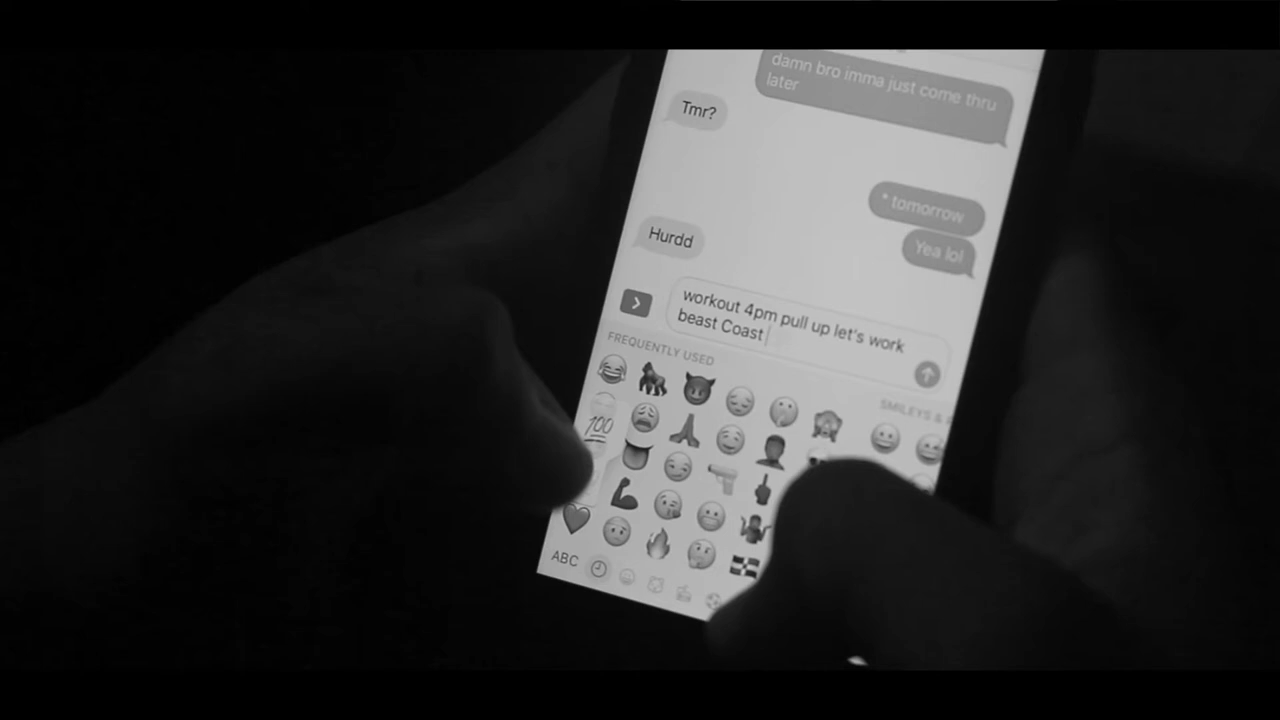 damn bro imma just come thru
later
Tmr?
* tomorrow
Yea lol
Hurdd
workout 4pm pull up let's work
beast Coast
FREQUENTLY USED
SMILEYS &
100
ABC